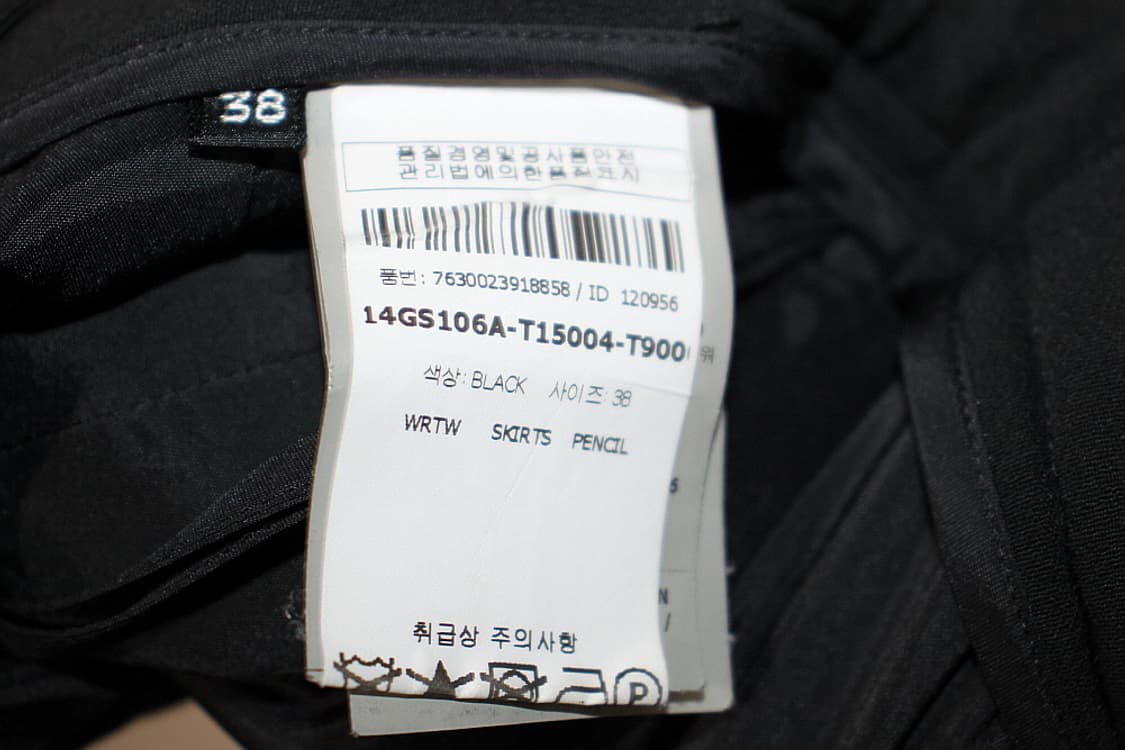 38
품질경영및공사품안전
관리법에의한품질표시
품번: 7630023918858 / ID 120956
14GS106A-T15004-T900
색상: BLACK 사이즈: 38
WRTW SKIRTS PENCIL
취급상 주의사항
P